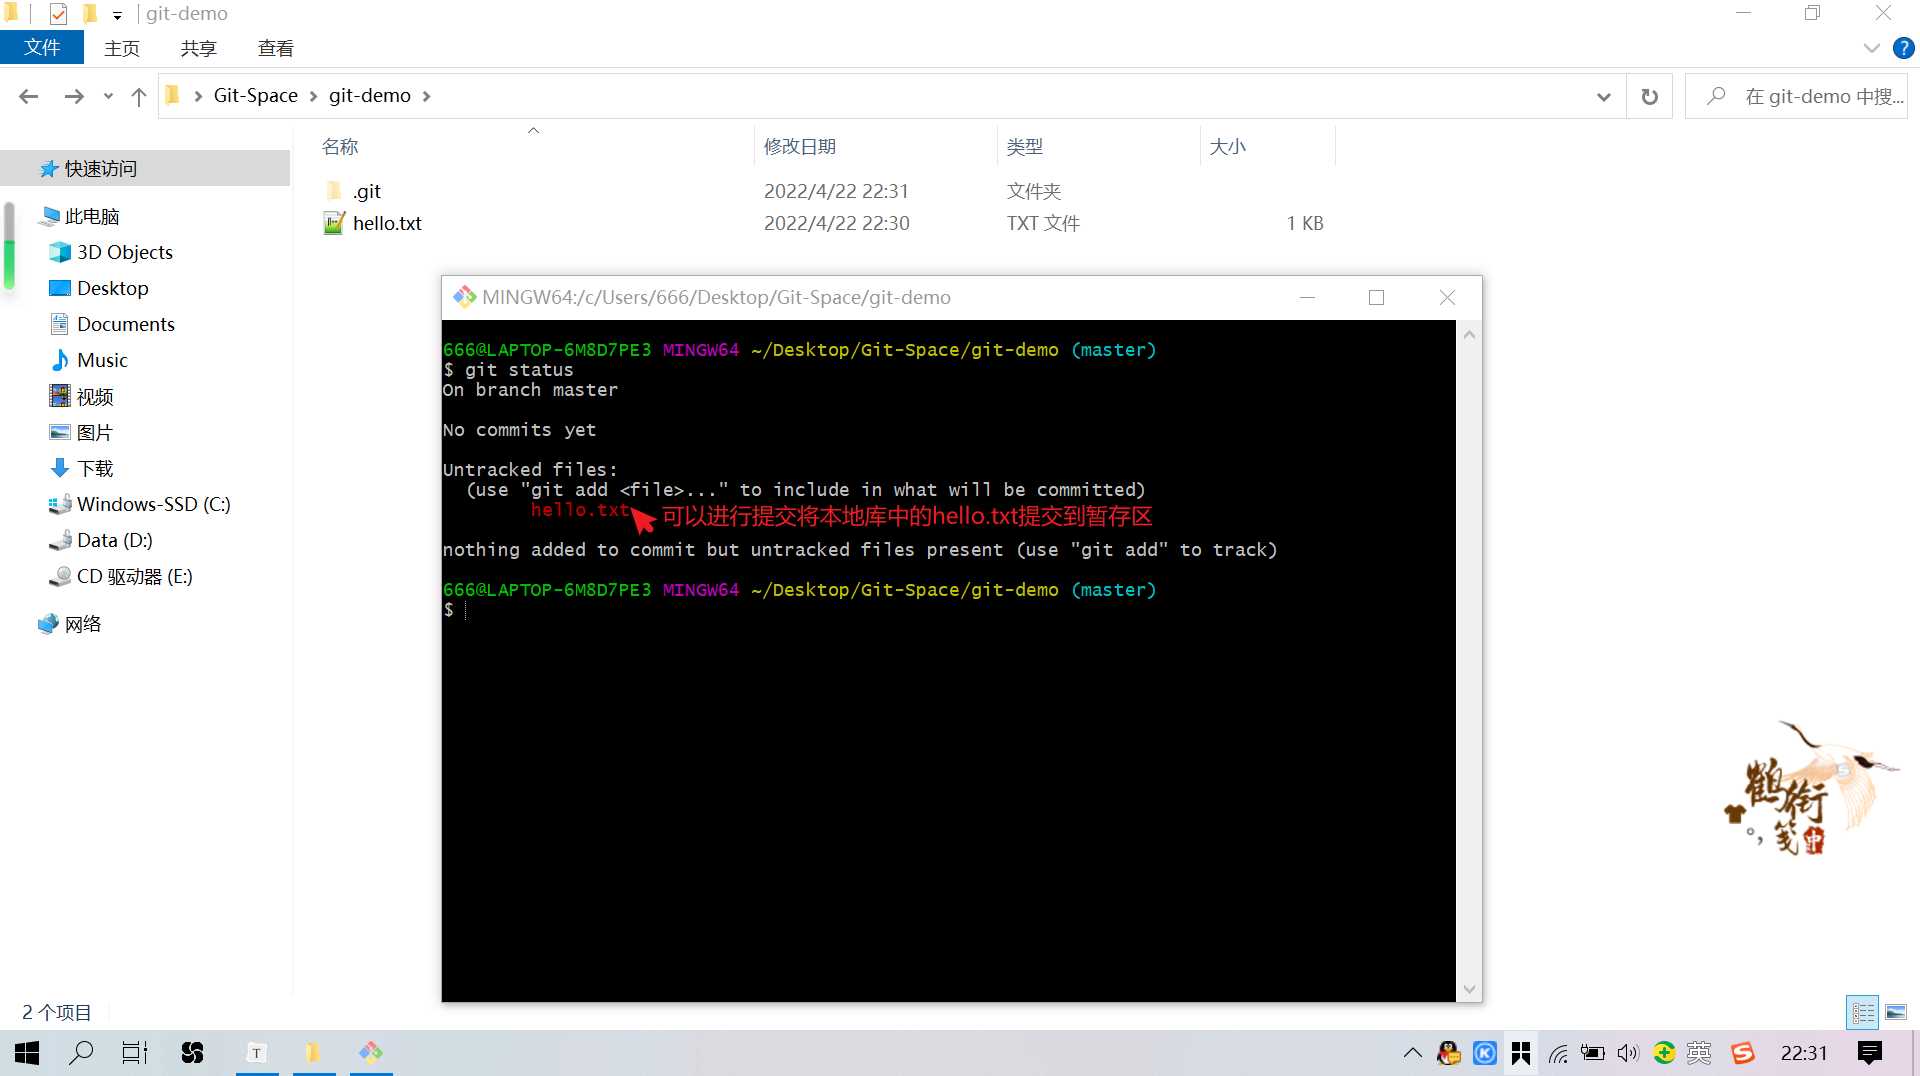 git-demo
文件 主页 共享 查看
Git-Space git-demo 在 git-demo 中搜...
名称 修改日期 类型 大小
快速访问
.git 2022/4/22 22:31 文件夹
hello.txt 2022/4/22 22:30 TXT 文件 1 KB
此电脑
3D Objects
Desktop
Documents
Music
视频
图片
下载
Windows-SSD (C:)
Data (D:)
CD 驱动器 (E:)
网络
MINGW64:/c/Users/666/Desktop/Git-Space/git-demo
666@LAPTOP-6M8D7PE3 MINGW64 ~/Desktop/Git-Space/git-demo (master)
$ git status
On branch master
No commits yet
Untracked files:
(use "git add <file>..." to include in what will be committed)
hello.txt 可以进行提交将本地库中的hello.txt提交到暂存区
nothing added to commit but untracked files present (use "git add" to track)
666@LAPTOP-6M8D7PE3 MINGW64 ~/Desktop/Git-Space/git-demo (master)
$
鹤衔笺
中
2 个项目
T
英
22:31